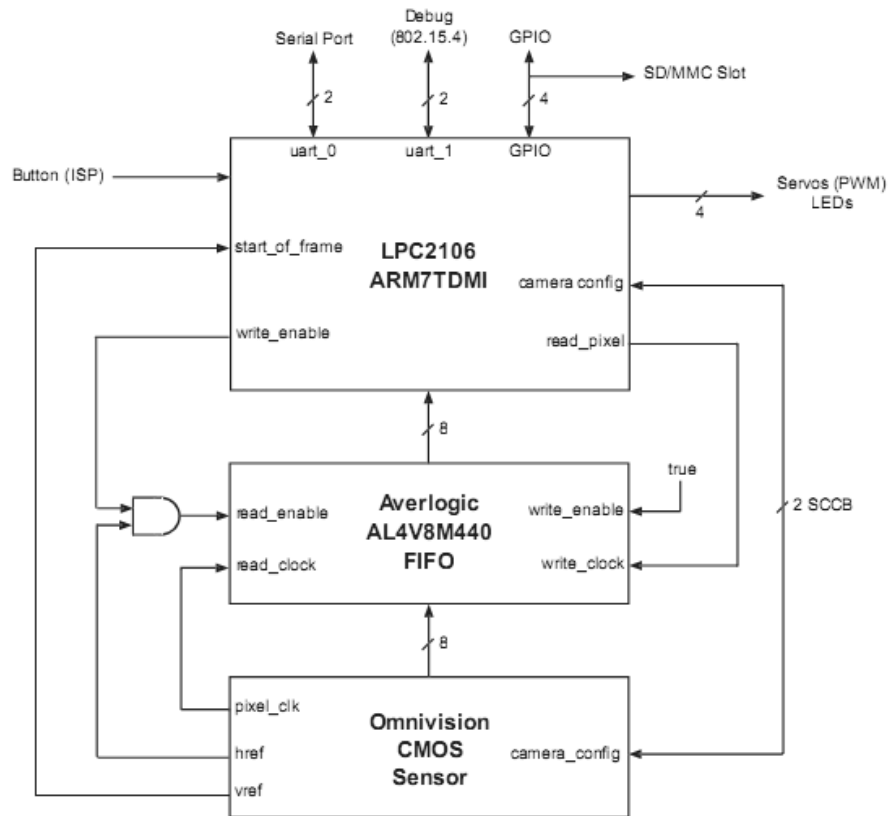 Debug
Serial Port
(802.15.4)
GPIO
SD/MMC Slot
2
2
4
uart_0
uart_1
GPIO
Button (ISP)
Servos (PWM)
LEDs
4
start_of_frame
LPC2106
ARM7TDMI
camera config
write_enable
read_pixel
8
true
Averlogic
AL4V8M440
FIFO
read_enable
write_enable
2 SCCB
read_clock
write_clock
8
pixel_clk
Omnivision
CMOS
Sensor
href
camera_config
vref